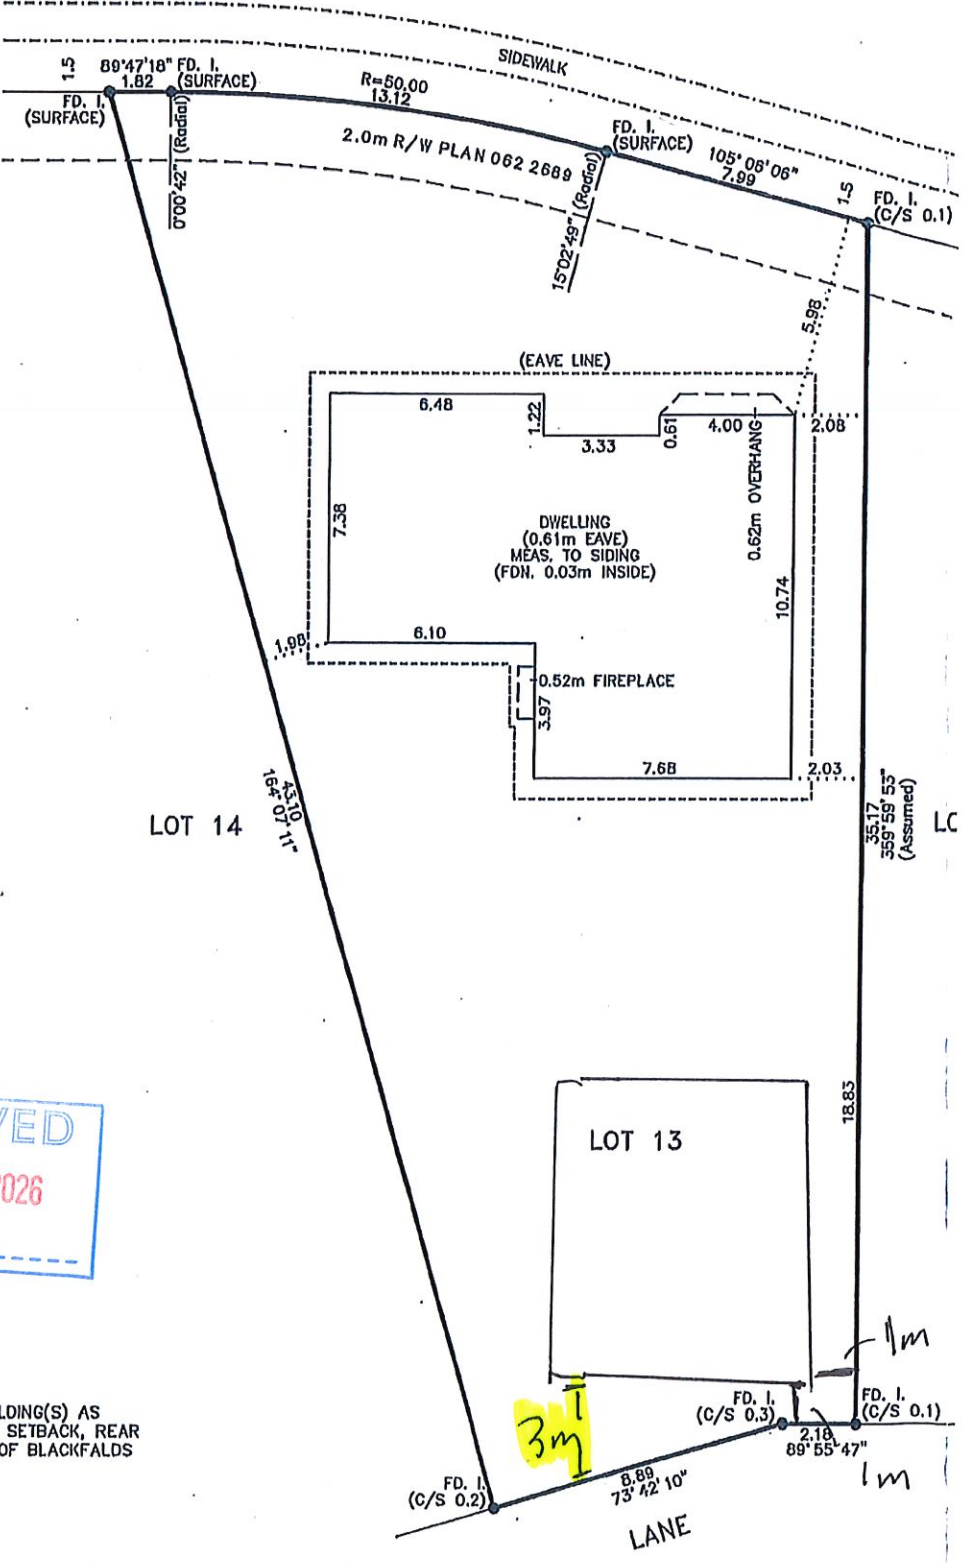 SIDEWALK
1.5
89°47'18"
1.82
FD. I.
(SURFACE)
FD. I.
(SURFACE)
R=50.00
13.12
0°00'42" (Radial)
2.0m R/W PLAN 062 2689
FD. I.
(SURFACE)
15°02'49" (Radial)
105°06'06"
7.99
1.5
FD. I.
(C/S 0.1)
5.98
(EAVE LINE)
6.48
1.22
3.33
0.61
4.00
2.08
0.62m OVERHANG
7.38
DWELLING
(0.61m EAVE)
MEAS. TO SIDING
(FDN. 0.03m INSIDE)
10.74
1.98
6.10
0.52m FIREPLACE
3.97
7.68
2.03
43.10
164°07'11"
LOT 14
35.17
359°59'53"
(Assumed)
LO
LOT 13
18.83
VED
2026
1m
LDING(S) AS
SETBACK, REAR
OF BLACKFALDS
3m
FD. I.
(C/S 0.3)
FD. I.
(C/S 0.1)
2.18
89°55'47"
1m
FD. I.
(C/S 0.2)
8.89
73°42'10"
LANE